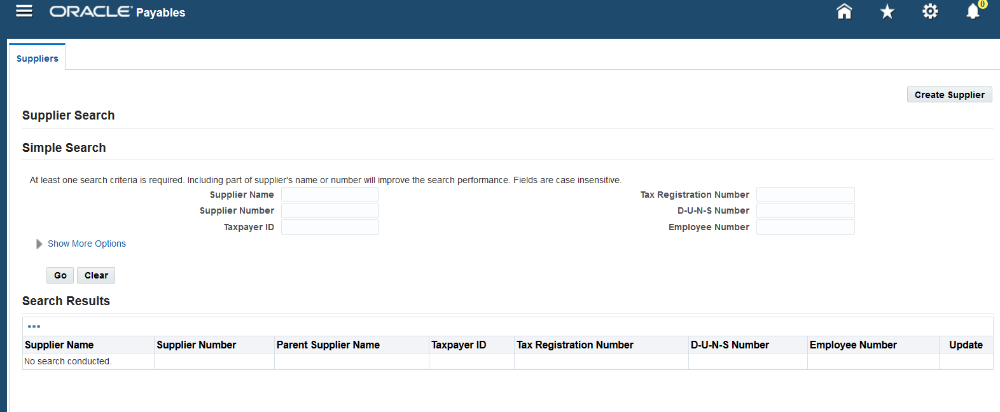 ORACLE Payables
0
Suppliers
Create Supplier
Supplier Search
Simple Search
At least one search criteria is required. Including part of supplier's name or number will improve the search performance. Fields are case insensitive.
Supplier Name
Tax Registration Number
Supplier Number
D-U-N-S Number
Taxpayer ID
Employee Number
Show More Options
Go Clear
Search Results
Supplier Name Supplier Number Parent Supplier Name Taxpayer ID Tax Registration Number D-U-N-S Number Employee Number Update
No search conducted.